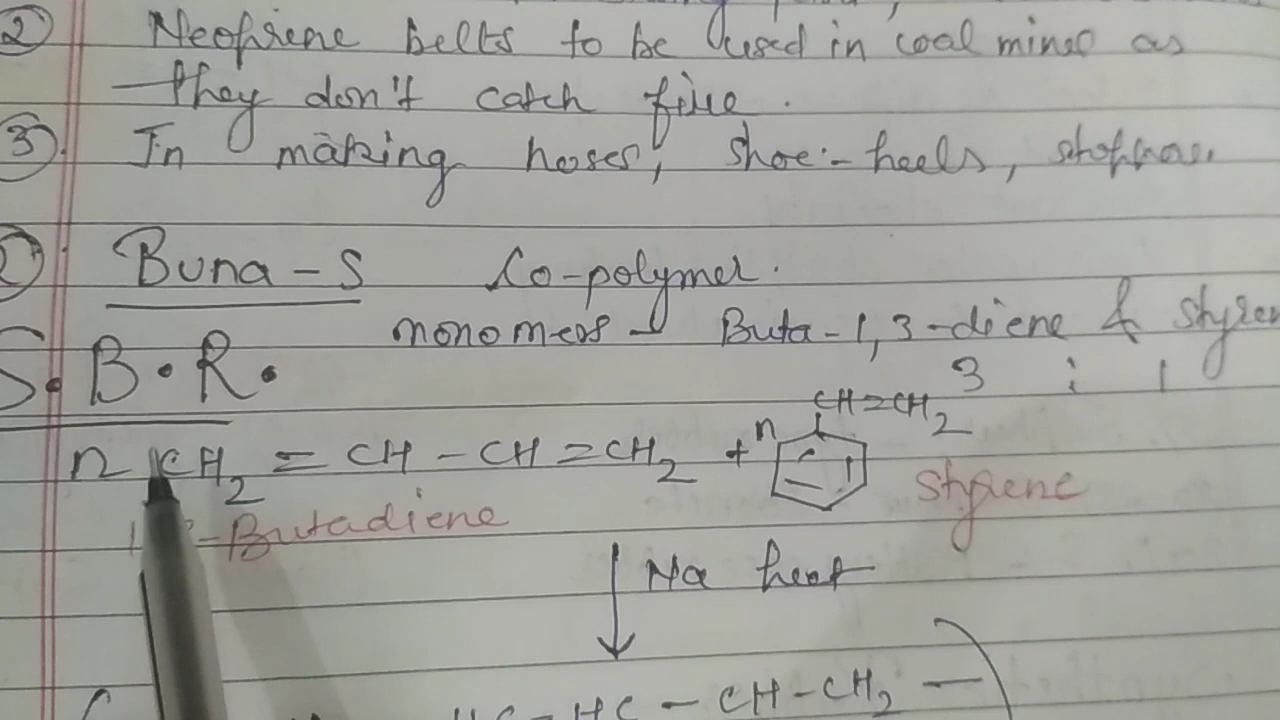 2) Neoprene belts to be used in coal mines as
they don't catch fire.
3) In making hoses, shoe-heels,
Buna-S Co-polymer.
monomers → Buta-1,3-diene &
S.B.R. 3 : 1
CH=CH2
n CH2 = CH - CH = CH2 + n
Styrene
-Butadiene
Na heat
HC - CH - CH2 -